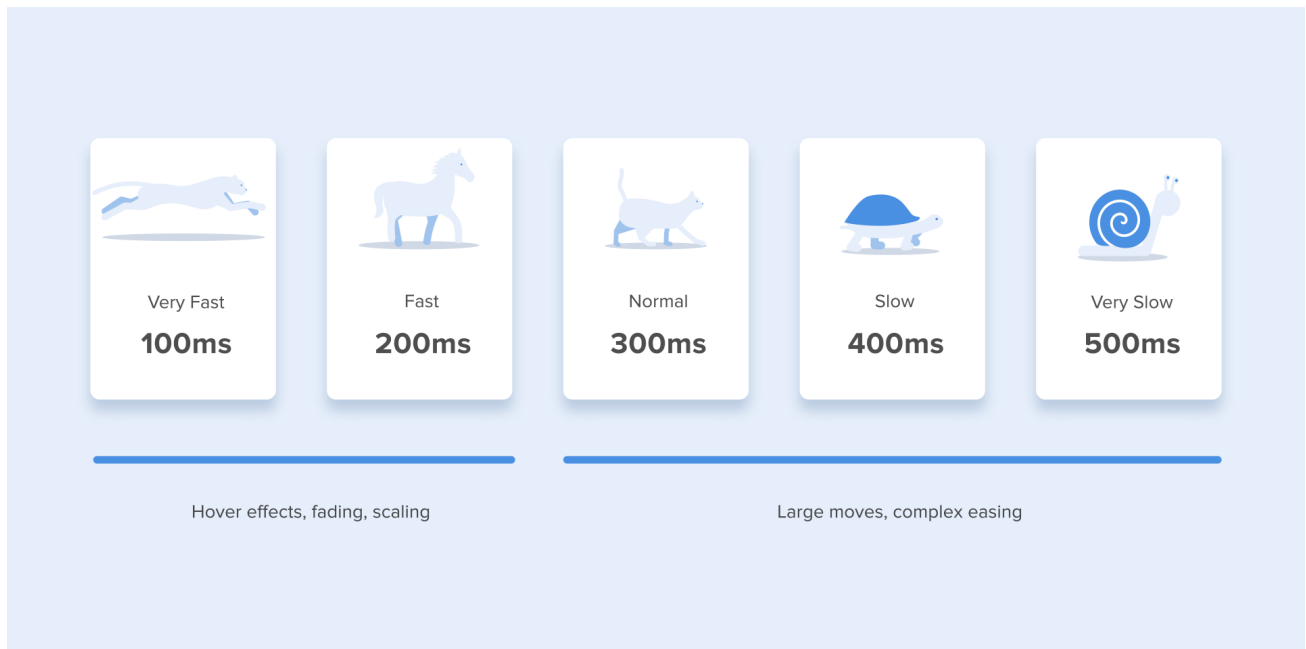 Very Fast
100ms
Fast
200ms
Normal
300ms
Slow
400ms
Very Slow
500ms
Hover effects, fading, scaling
Large moves, complex easing